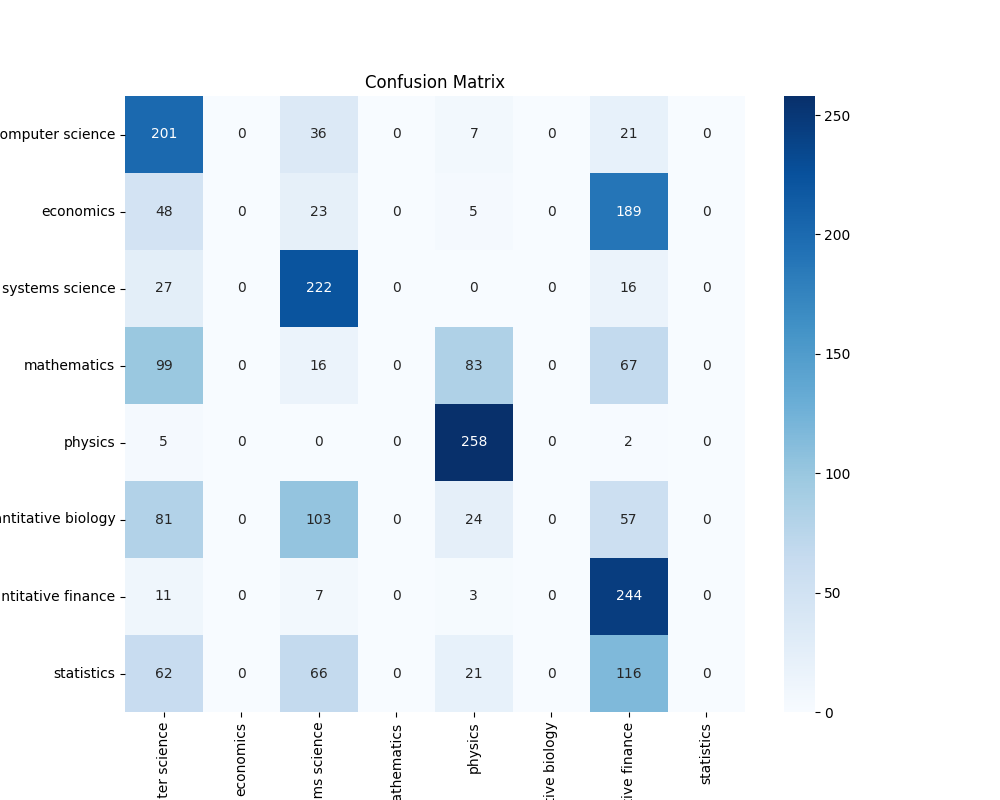 Confusion Matrix
omputer science 201 0 36 0 7 0 21 0
economics 48 0 23 0 5 0 189 0
systems science 27 0 222 0 0 0 16 0
mathematics 99 0 16 0 83 0 67 0
physics 5 0 0 0 258 0 2 0
ntitative biology 81 0 103 0 24 0 57 0
ntitative finance 11 0 7 0 3 0 244 0
statistics 62 0 66 0 21 0 116 0
ter science
economics
ms science
athematics
physics
tive biology
tive finance
statistics
250
200
150
100
50
0